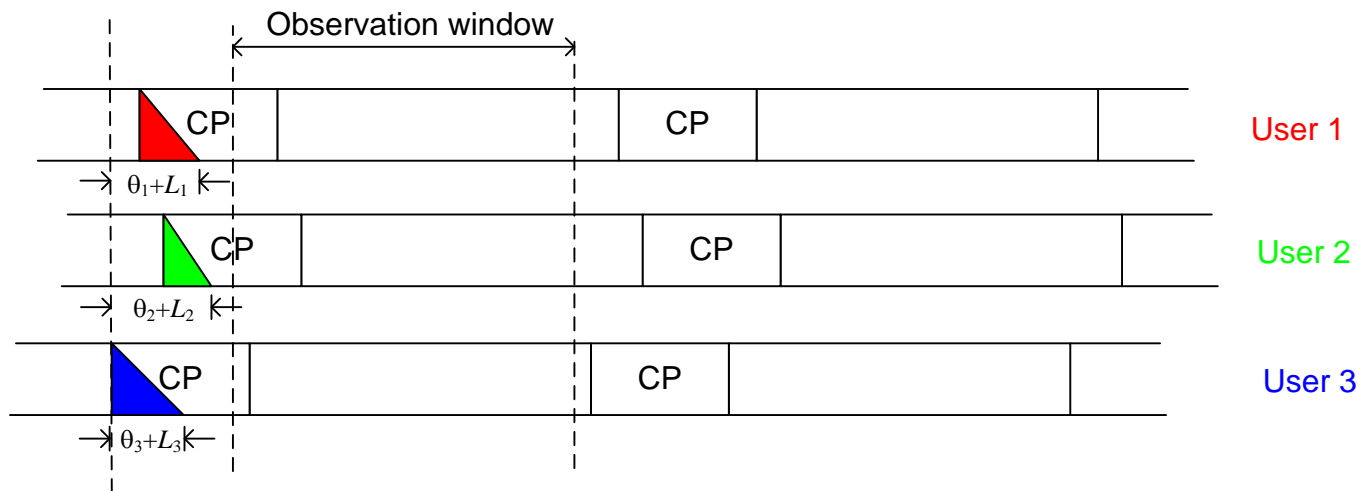 Observation window
CP CP User 1
θ₁+L₁
CP CP User 2
θ₂+L₂
CP CP User 3
θ₃+L₃